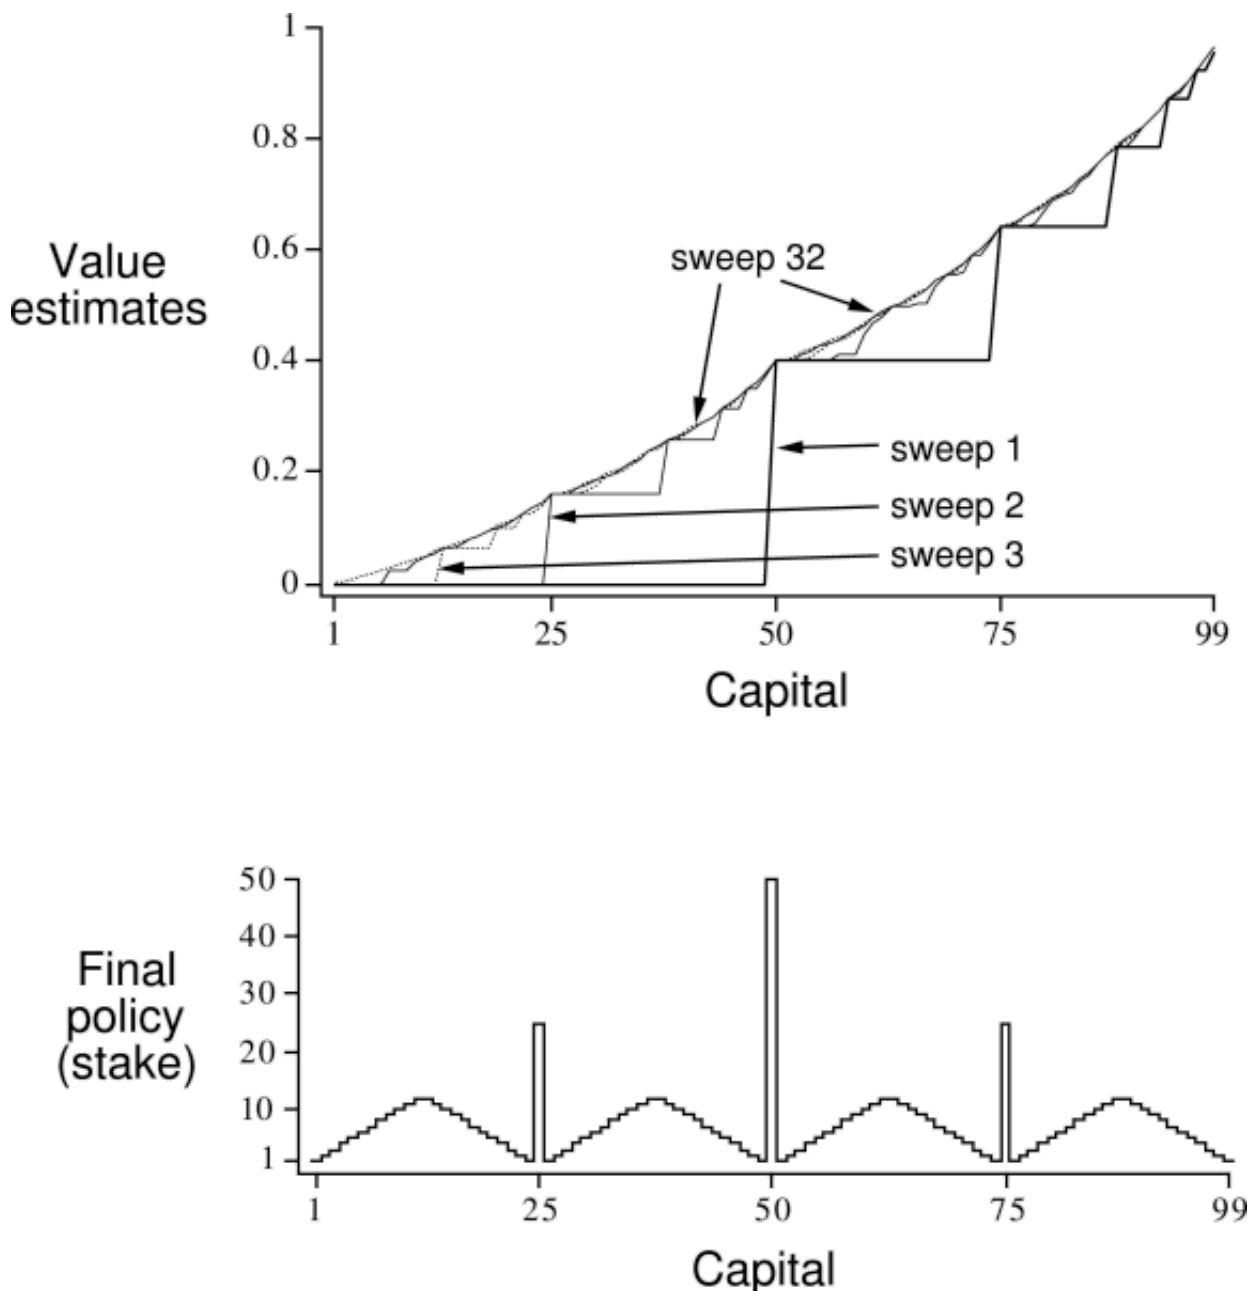 1
0.8
0.6
0.4
0.2
0
Value
estimates
sweep 32
sweep 1
sweep 2
sweep 3
1 25 50 75 99
Capital
50
40
30
20
10
1
Final
policy
(stake)
1 25 50 75 99
Capital